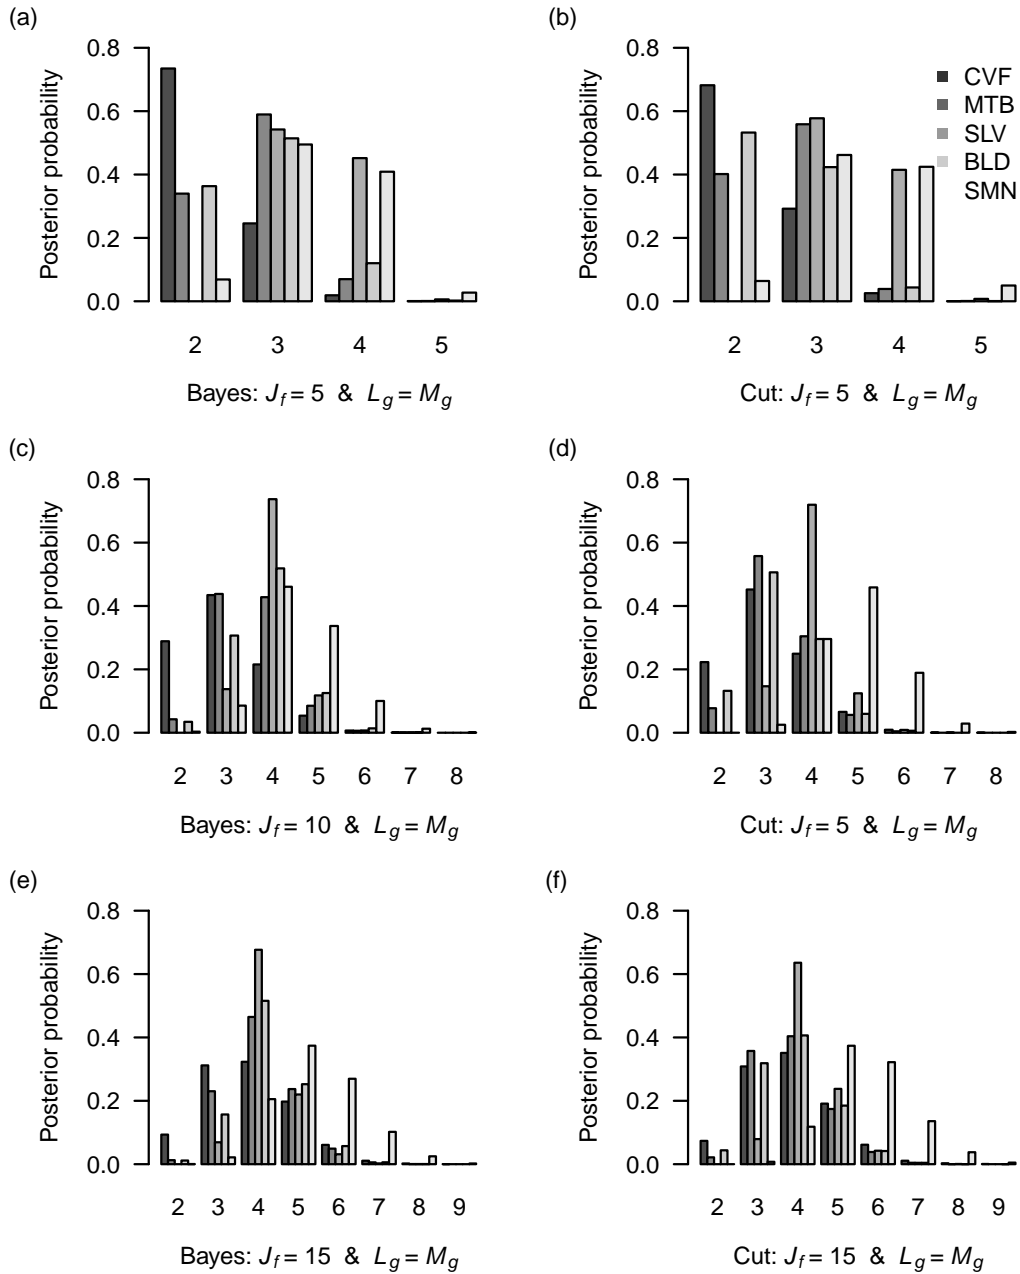 (a)
0.8
0.6
0.4
0.2
0.0
Posterior probability
2 3 4 5
Bayes: J_f = 5 & L_g = M_g
(b)
0.8
0.6
0.4
0.2
0.0
Posterior probability
CVF
MTB
SLV
BLD
SMN
2 3 4 5
Cut: J_f = 5 & L_g = M_g
(c)
0.8
0.6
0.4
0.2
0.0
Posterior probability
2 3 4 5 6 7 8
Bayes: J_f = 10 & L_g = M_g
(d)
0.8
0.6
0.4
0.2
0.0
Posterior probability
2 3 4 5 6 7 8
Cut: J_f = 5 & L_g = M_g
(e)
0.8
0.6
0.4
0.2
0.0
Posterior probability
2 3 4 5 6 7 8 9
Bayes: J_f = 15 & L_g = M_g
(f)
0.8
0.6
0.4
0.2
0.0
Posterior probability
2 3 4 5 6 7 8 9
Cut: J_f = 15 & L_g = M_g